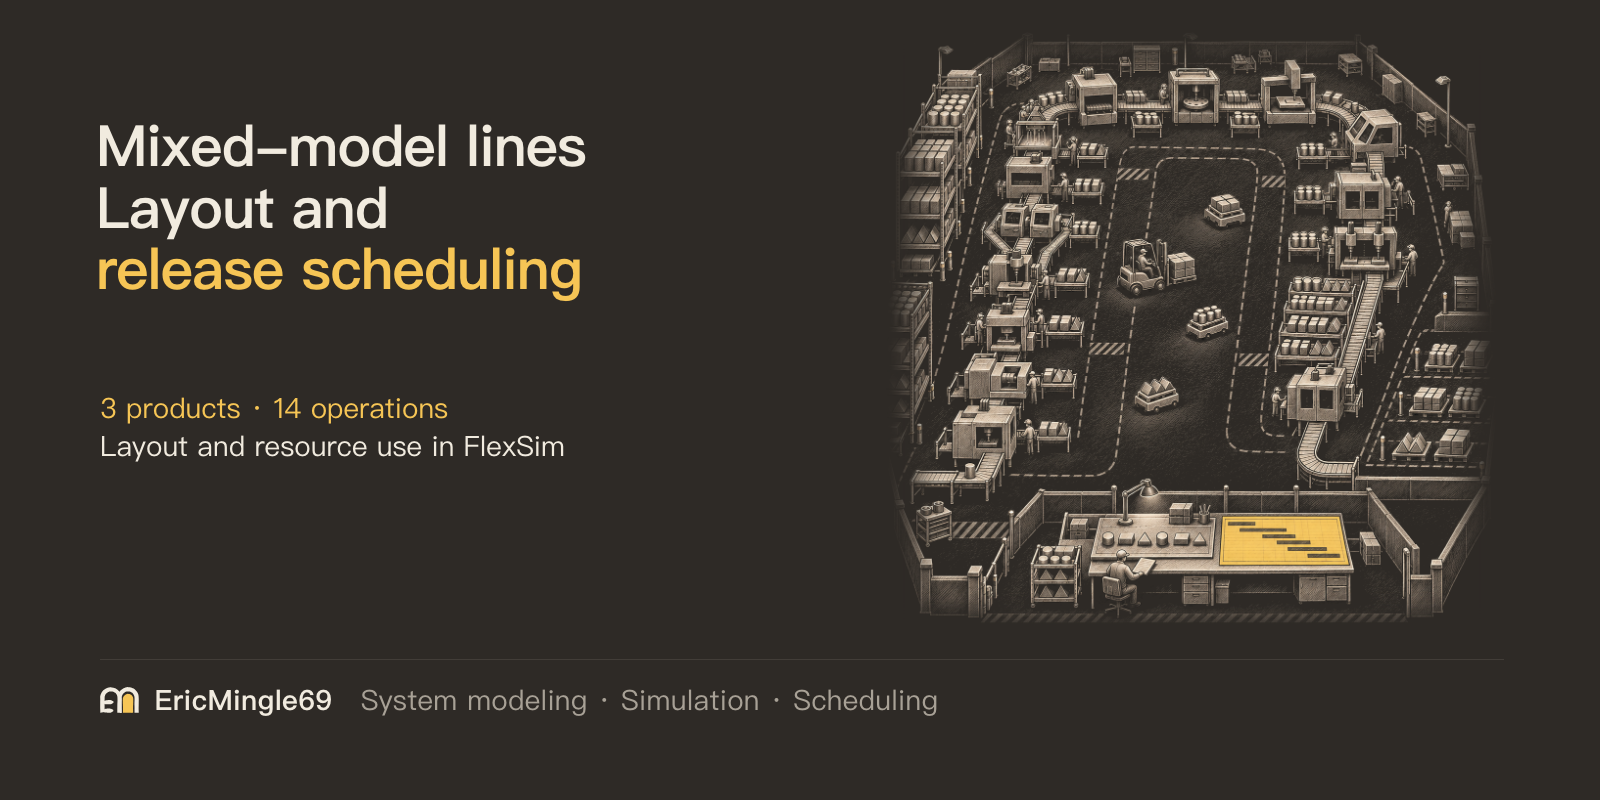 Mixed–model lines
Layout and
release scheduling
3 products · 14 operations
Layout and resource use in FlexSim
EricMingle69 System modeling · Simulation · Scheduling